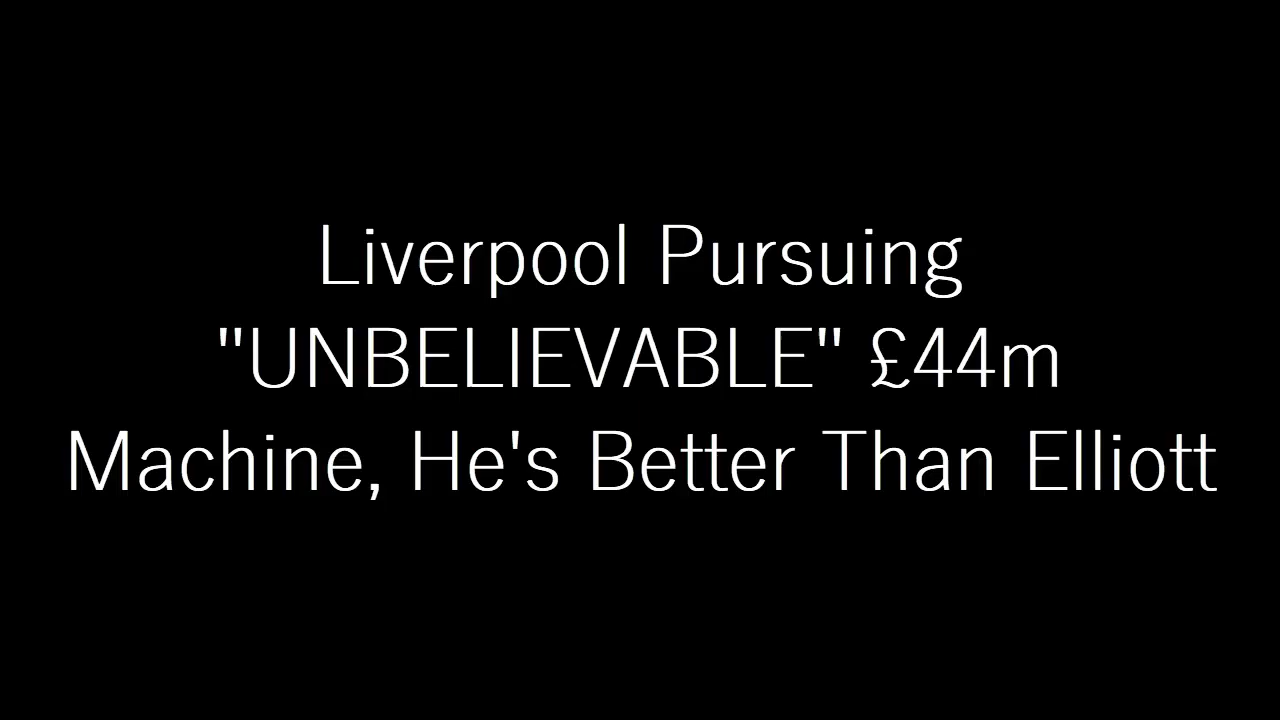 Liverpool Pursuing
"UNBELIEVABLE" £44m
Machine, He's Better Than Elliott